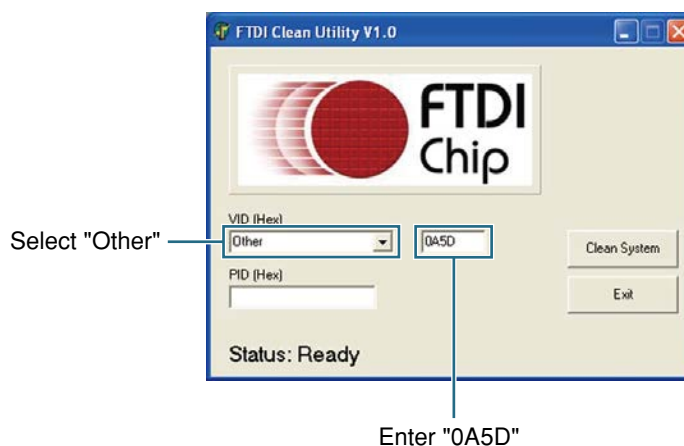 FTDI Clean Utility V1.0
FTDI
Chip
VID (Hex)
Select "Other"
Other
0A5D
Clean System
PID (Hex)
Exit
Status: Ready
Enter "0A5D"